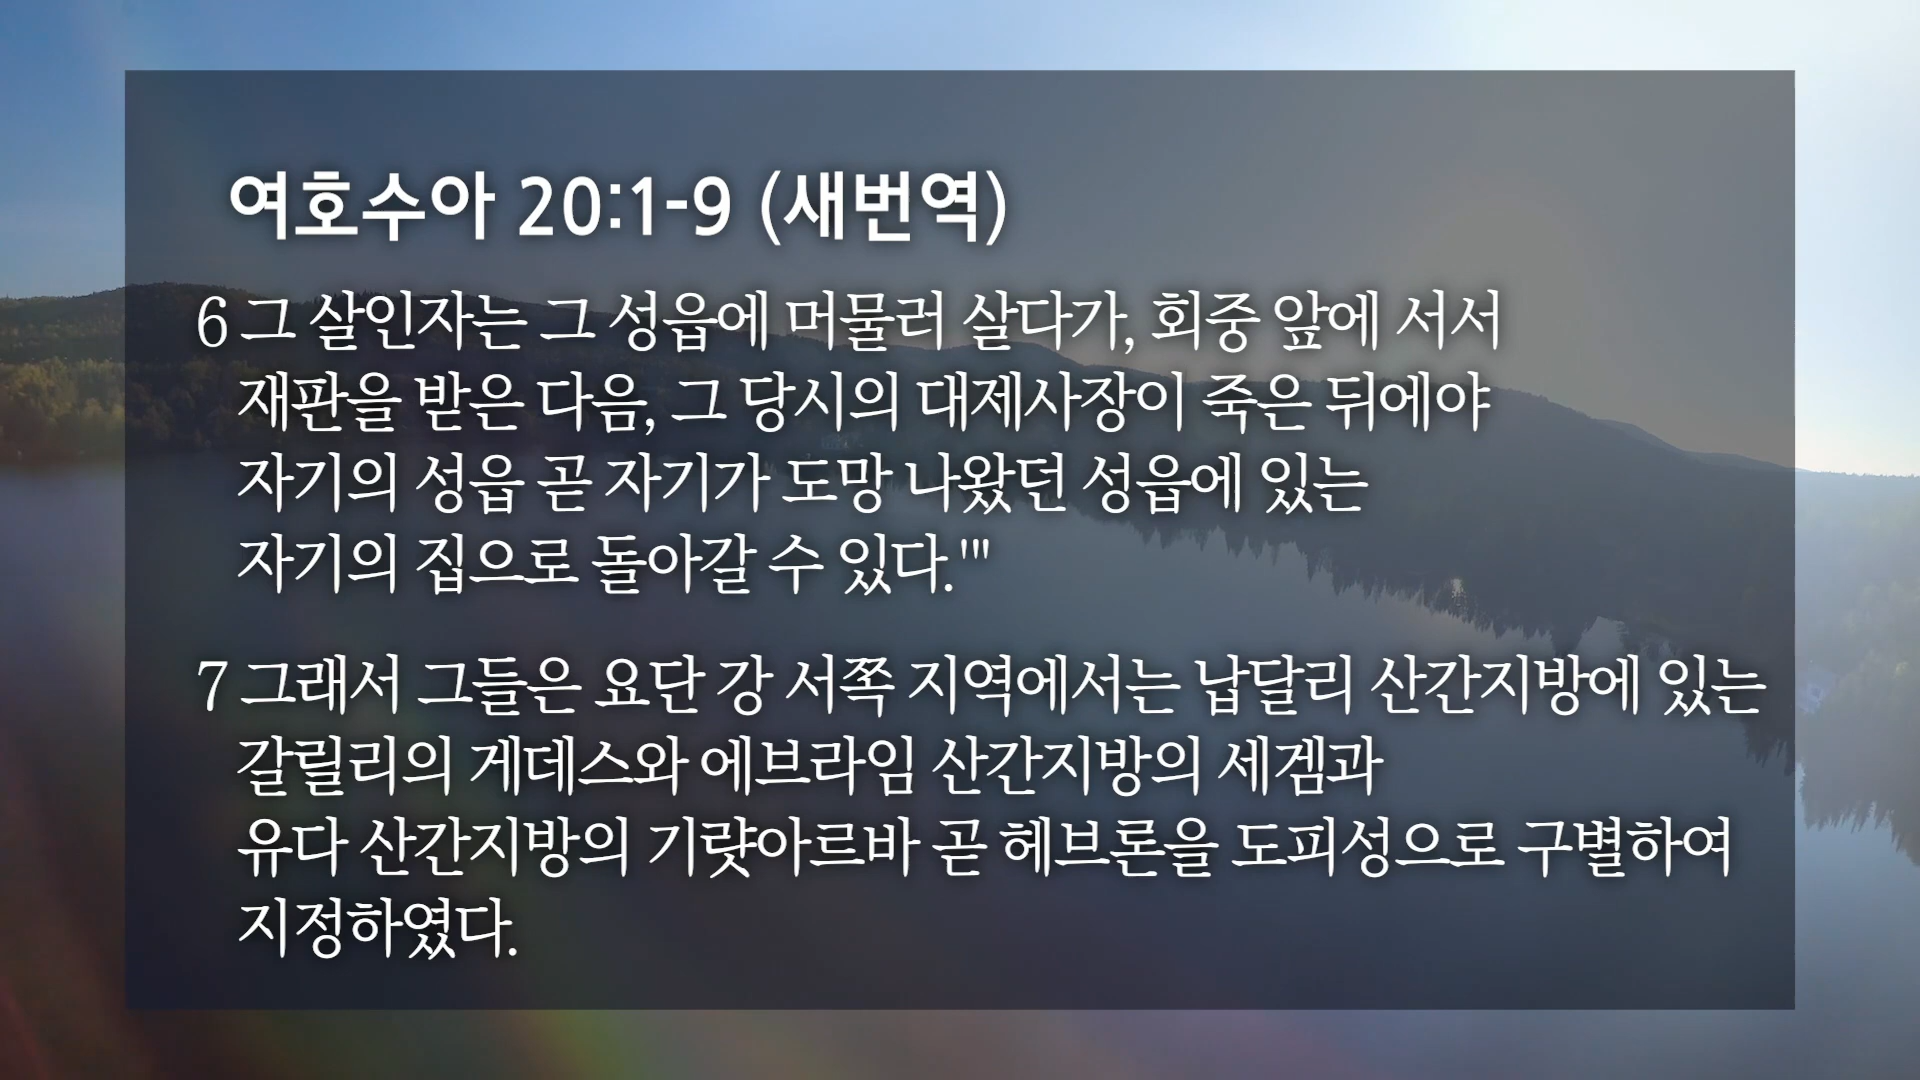 여호수아 20:1-9 (새번역)
6 그 살인자는 그 성읍에 머물러 살다가, 회중 앞에 서서
재판을 받은 다음, 그 당시의 대제사장이 죽은 뒤에야
자기의 성읍 곧 자기가 도망 나왔던 성읍에 있는
자기의 집으로 돌아갈 수 있다.'"
7 그래서 그들은 요단 강 서쪽 지역에서는 납달리 산간지방에 있는
갈릴리의 게데스와 에브라임 산간지방의 세겜과
유다 산간지방의 기럇아르바 곧 헤브론을 도피성으로 구별하여
지정하였다.